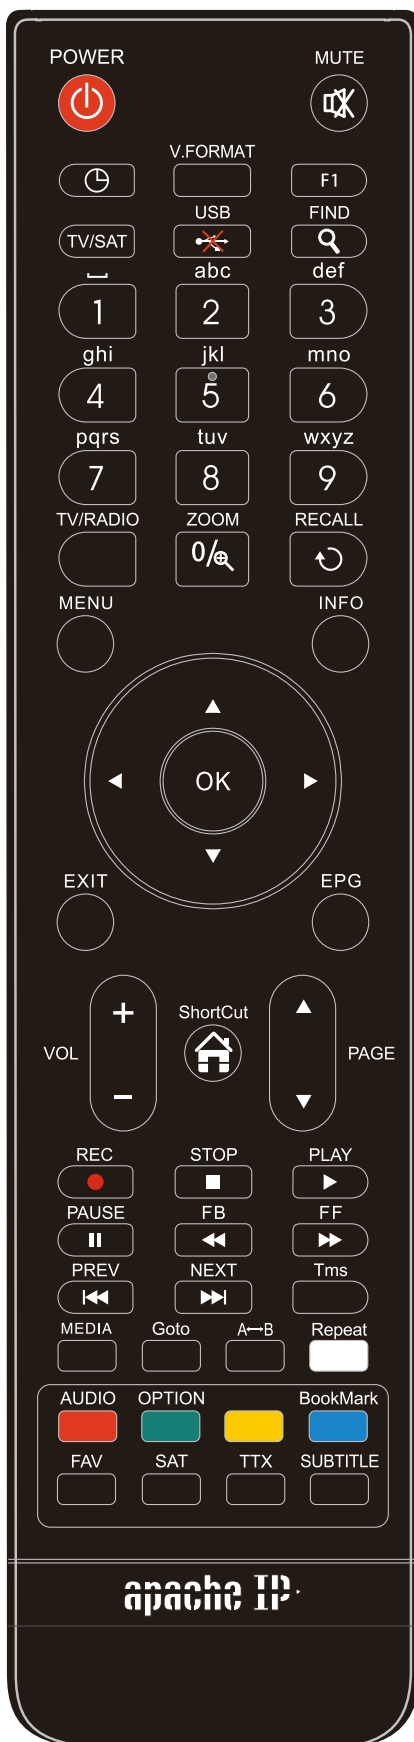 POWER MUTE
V.FORMAT
F1
USB FIND
TV/SAT
abc def
1 2 3
ghi jkl mno
4 5 6
pqrs tuv wxyz
7 8 9
TV/RADIO ZOOM RECALL
0/
MENU INFO
OK
EXIT EPG
+
ShortCut
VOL PAGE
−
REC STOP PLAY
PAUSE FB FF
PREV NEXT Tms
MEDIA Goto A↔B Repeat
AUDIO OPTION BookMark
FAV SAT TTX SUBTITLE
apache IP